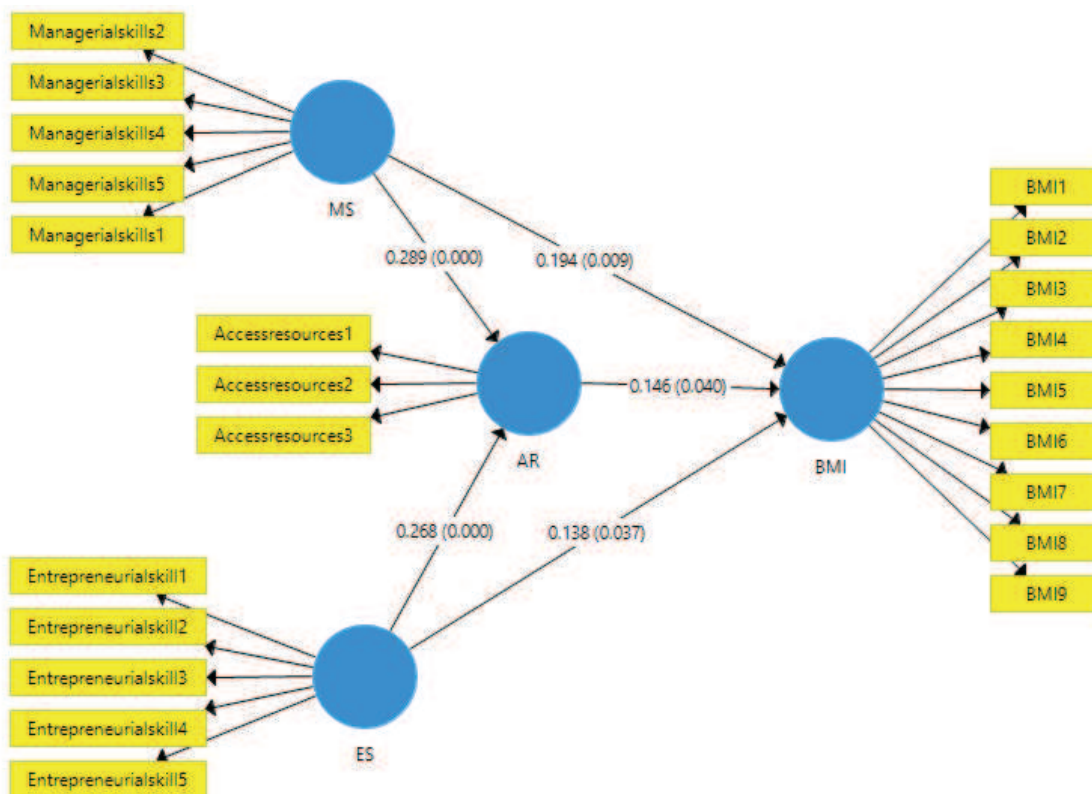 Managerialskills2
Managerialskills3
Managerialskills4
Managerialskills5
Managerialskills1
MS
0.289 (0.000)
0.194 (0.009)
Accessresources1
Accessresources2
Accessresources3
AR
0.146 (0.040)
BMI
BMI1
BMI2
BMI3
BMI4
BMI5
BMI6
BMI7
BMI8
BMI9
0.268 (0.000)
0.138 (0.037)
Entrepreneurialskill1
Entrepreneurialskill2
Entrepreneurialskill3
Entrepreneurialskill4
Entrepreneurialskill5
ES